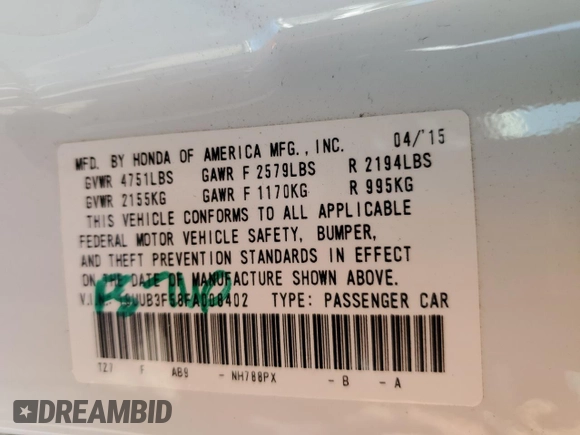 MFD. BY HONDA OF AMERICA MFG., INC. 04/'15
GVWR 4751LBS GAWR F 2579LBS R 2194LBS
GVWR 2155KG GAWR F 1170KG R 995KG
THIS VEHICLE CONFORMS TO ALL APPLICABLE
FEDERAL MOTOR VEHICLE SAFETY, BUMPER,
AND THEFT PREVENTION STANDARDS IN EFFECT
ON THE DATE OF MANUFACTURE SHOWN ABOVE.
TYPE: PASSENGER CAR
TZ7 F AB9 - NH788PX - B - A
DREAMBID